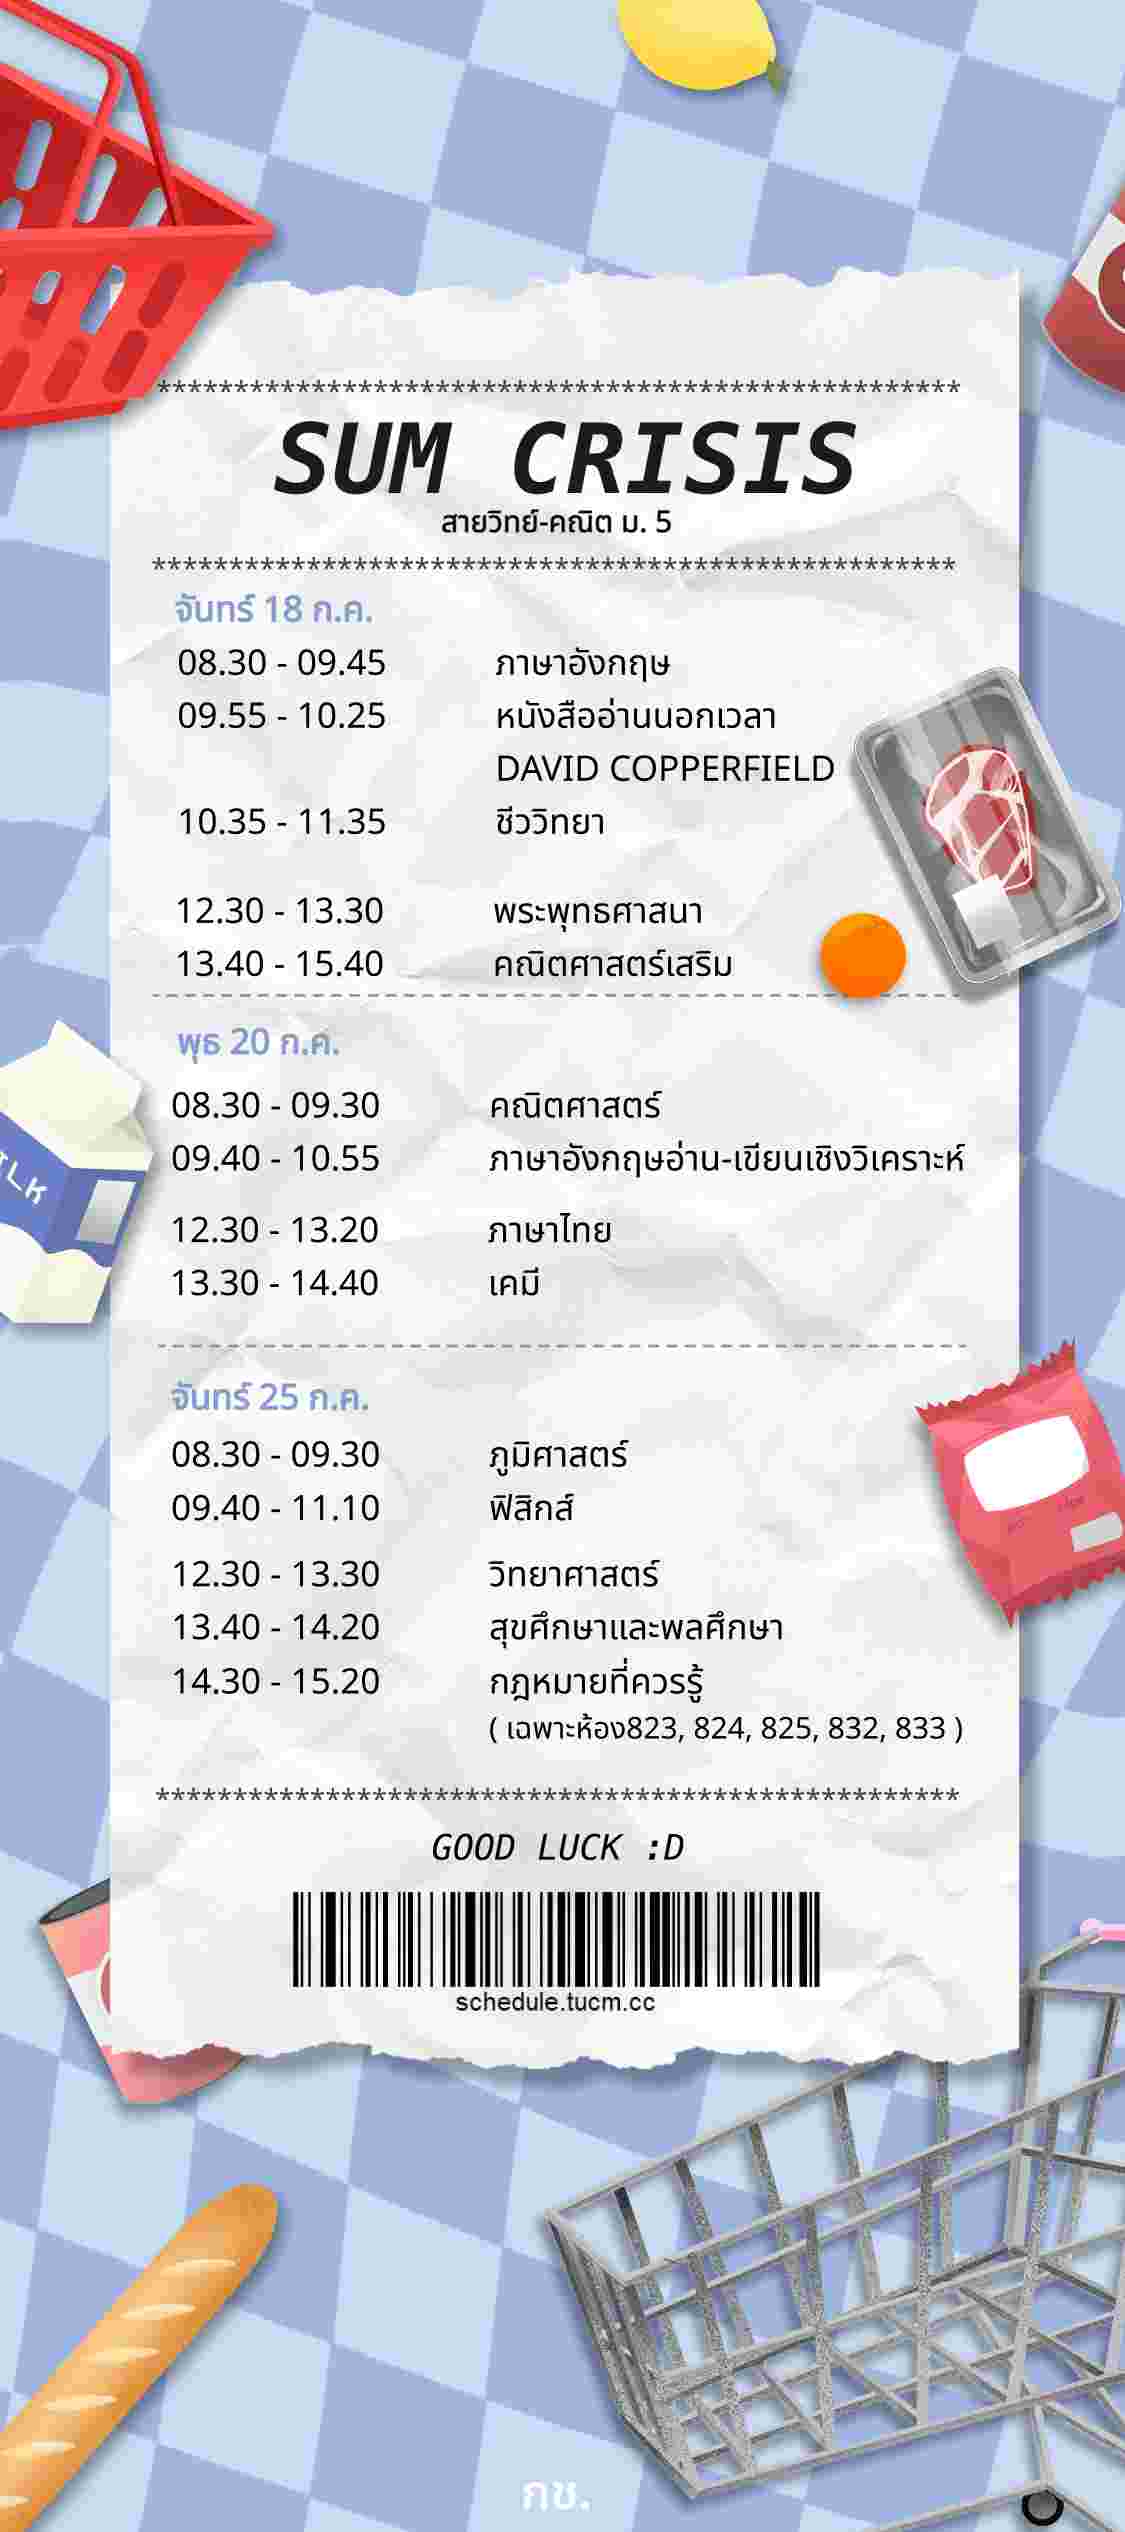 *****************************************************
SUM CRISIS
สายวิทย์-คณิต ม. 5
*****************************************************
จันทร์ 18 ก.ค.
08.30 - 09.45 ภาษาอังกฤษ
09.55 - 10.25 หนังสืออ่านนอกเวลา
DAVID COPPERFIELD
10.35 - 11.35 ชีววิทยา
12.30 - 13.30 พระพุทธศาสนา
13.40 - 15.40 คณิตศาสตร์เสริม
พุธ 20 ก.ค.
08.30 - 09.30 คณิตศาสตร์
09.40 - 10.55 ภาษาอังกฤษอ่าน-เขียนเชิงวิเคราะห์
12.30 - 13.20 ภาษาไทย
13.30 - 14.40 เคมี
จันทร์ 25 ก.ค.
08.30 - 09.30 ภูมิศาสตร์
09.40 - 11.10 ฟิสิกส์
12.30 - 13.30 วิทยาศาสตร์
13.40 - 14.20 สุขศึกษาและพลศึกษา
14.30 - 15.20 กฎหมายที่ควรรู้
( เฉพาะห้อง823, 824, 825, 832, 833 )
*****************************************************
GOOD LUCK :D
schedule.tucm.cc
กช.